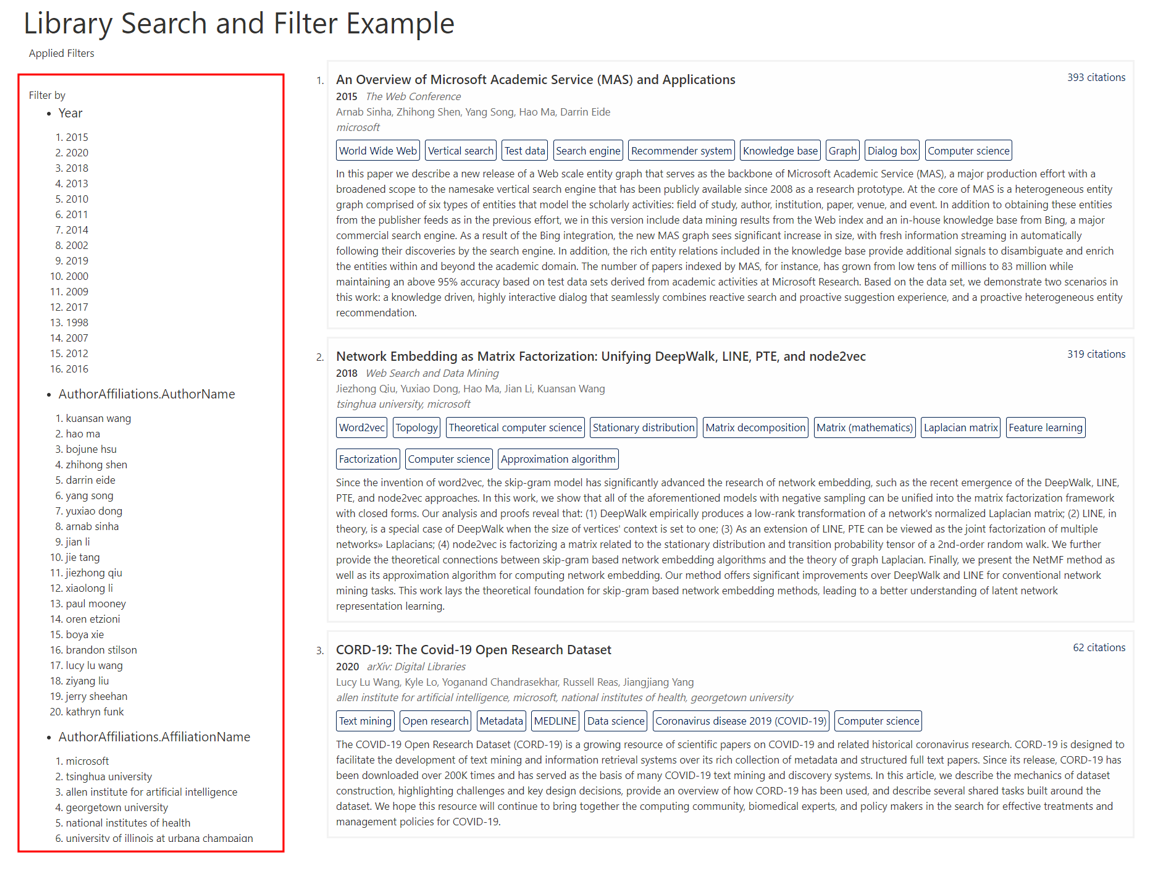 Library Search and Filter Example
Applied Filters
Filter by
• Year
1. 2015
2. 2020
3. 2018
4. 2013
5. 2010
6. 2011
7. 2014
8. 2002
9. 2019
10. 2000
11. 2009
12. 2017
13. 1998
14. 2007
15. 2012
16. 2016
• AuthorAffiliations.AuthorName
1. kuansan wang
2. hao ma
3. bojune hsu
4. zhihong shen
5. darrin eide
6. yang song
7. yuxiao dong
8. arnab sinha
9. jian li
10. jie tang
11. jiezhong qiu
12. xiaolong li
13. paul mooney
14. oren etzioni
15. boya xie
16. brandon stilson
17. lucy lu wang
18. ziyang liu
19. jerry sheehan
20. kathryn funk
• AuthorAffiliations.AffiliationName
1. microsoft
2. tsinghua university
3. allen institute for artificial intelligence
4. georgetown university
5. national institutes of health
6. university of illinois at urbana champaign
1. An Overview of Microsoft Academic Service (MAS) and Applications 393 citations
2015 The Web Conference
Arnab Sinha, Zhihong Shen, Yang Song, Hao Ma, Darrin Eide
microsoft
World Wide Web Vertical search Test data Search engine Recommender system Knowledge base Graph Dialog box Computer science
In this paper we describe a new release of a Web scale entity graph that serves as the backbone of Microsoft Academic Service (MAS), a major production effort with a
broadened scope to the namesake vertical search engine that has been publicly available since 2008 as a research prototype. At the core of MAS is a heterogeneous entity
graph comprised of six types of entities that model the scholarly activities: field of study, author, institution, paper, venue, and event. In addition to obtaining these entities
from the publisher feeds as in the previous effort, we in this version include data mining results from the Web index and an in-house knowledge base from Bing, a major
commercial search engine. As a result of the Bing integration, the new MAS graph sees significant increase in size, with fresh information streaming in automatically
following their discoveries by the search engine. In addition, the rich entity relations included in the knowledge base provide additional signals to disambiguate and enrich
the entities within and beyond the academic domain. The number of papers indexed by MAS, for instance, has grown from low tens of millions to 83 million while
maintaining an above 95% accuracy based on test data sets derived from academic activities at Microsoft Research. Based on the data set, we demonstrate two scenarios in
this work: a knowledge driven, highly interactive dialog that seamlessly combines reactive search and proactive suggestion experience, and a proactive heterogeneous entity
recommendation.
2. Network Embedding as Matrix Factorization: Unifying DeepWalk, LINE, PTE, and node2vec 319 citations
2018 Web Search and Data Mining
Jiezhong Qiu, Yuxiao Dong, Hao Ma, Jian Li, Kuansan Wang
tsinghua university, microsoft
Word2vec Topology Theoretical computer science Stationary distribution Matrix decomposition Matrix (mathematics) Laplacian matrix Feature learning
Factorization Computer science Approximation algorithm
Since the invention of word2vec, the skip-gram model has significantly advanced the research of network embedding, such as the recent emergence of the DeepWalk, LINE,
PTE, and node2vec approaches. In this work, we show that all of the aforementioned models with negative sampling can be unified into the matrix factorization framework
with closed forms. Our analysis and proofs reveal that: (1) DeepWalk empirically produces a low-rank transformation of a network's normalized Laplacian matrix; (2) LINE, in
theory, is a special case of DeepWalk when the size of vertices' context is set to one; (3) As an extension of LINE, PTE can be viewed as the joint factorization of multiple
networks» Laplacians; (4) node2vec is factorizing a matrix related to the stationary distribution and transition probability tensor of a 2nd-order random walk. We further
provide the theoretical connections between skip-gram based network embedding algorithms and the theory of graph Laplacian. Finally, we present the NetMF method as
well as its approximation algorithm for computing network embedding. Our method offers significant improvements over DeepWalk and LINE for conventional network
mining tasks. This work lays the theoretical foundation for skip-gram based network embedding methods, leading to a better understanding of latent network
representation learning.
3. CORD-19: The Covid-19 Open Research Dataset 62 citations
2020 arXiv: Digital Libraries
Lucy Lu Wang, Kyle Lo, Yoganand Chandrasekhar, Russell Reas, Jiangjiang Yang
allen institute for artificial intelligence, microsoft, national institutes of health, georgetown university
Text mining Open research Metadata MEDLINE Data science Coronavirus disease 2019 (COVID-19) Computer science
The COVID-19 Open Research Dataset (CORD-19) is a growing resource of scientific papers on COVID-19 and related historical coronavirus research. CORD-19 is designed to
facilitate the development of text mining and information retrieval systems over its rich collection of metadata and structured full text papers. Since its release, CORD-19 has
been downloaded over 200K times and has served as the basis of many COVID-19 text mining and discovery systems. In this article, we describe the mechanics of dataset
construction, highlighting challenges and key design decisions, provide an overview of how CORD-19 has been used, and describe several shared tasks built around the
dataset. We hope this resource will continue to bring together the computing community, biomedical experts, and policy makers in the search for effective treatments and
management policies for COVID-19.